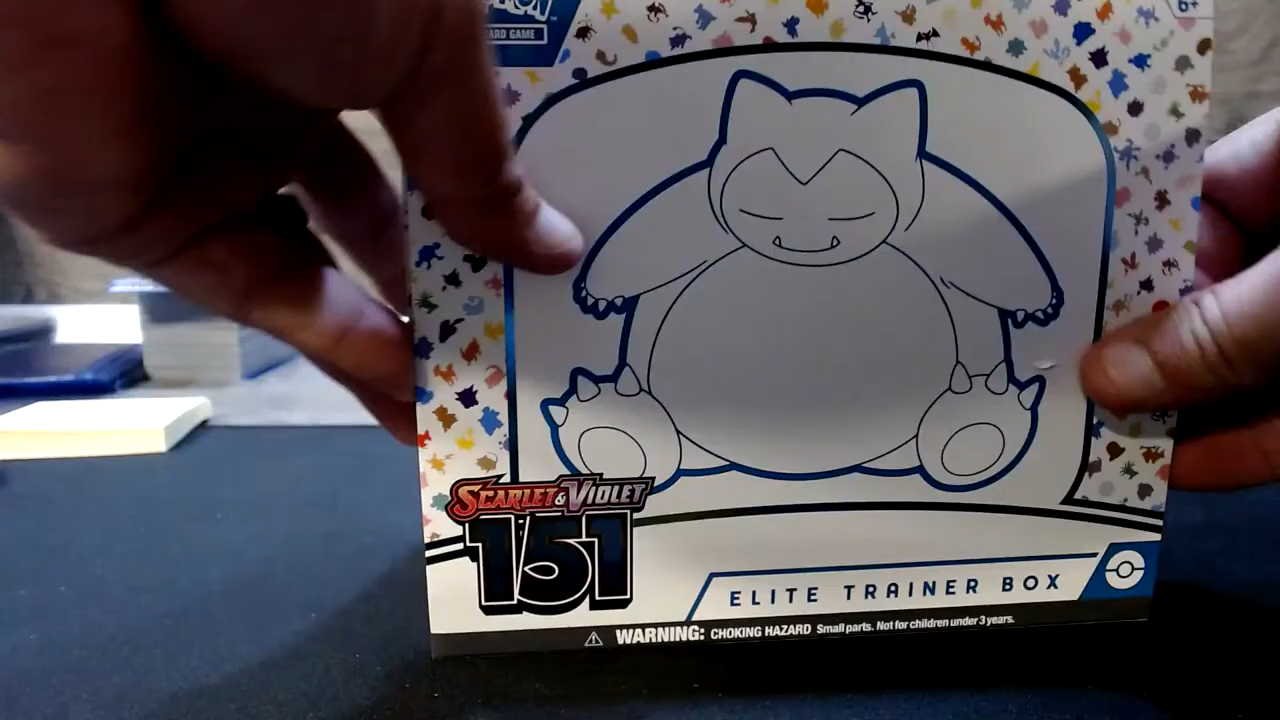 ARD GAME
6+
SCARLET & VIOLET
151
ELITE TRAINER BOX
WARNING: CHOKING HAZARD Small parts. Not for children under 3 years.